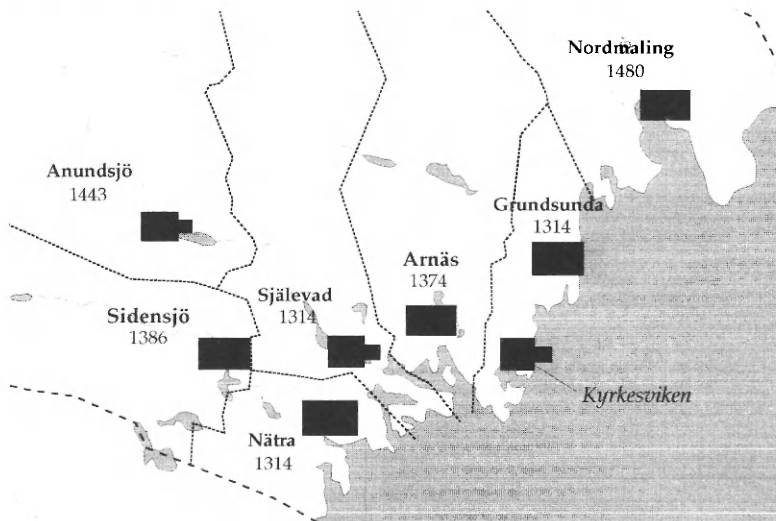 Nordmaling
1480
Anundsjö
1443
Grundsunda
1314
Arnäs
1374
Själevad
1314
Sidensjö
1386
Kyrkesviken
Nätra
1314